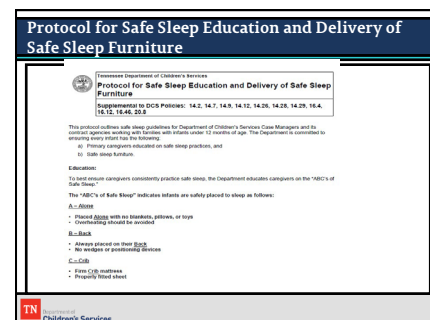 Protocol for Safe Sleep Education and Delivery of
Safe Sleep Furniture
Tennessee Department of Children's Services
Protocol for Safe Sleep Education and Delivery of Safe Sleep
Furniture
Supplemental to DCS Policies: 14.2, 14.7, 14.9, 14.12, 14.26, 14.28, 14.29, 16.4,
16.12, 16.46, 20.8
This protocol outlines safe sleep guidelines for Department of Children's Services Case Managers and its
contract agencies working with families with infants under 12 months of age. The Department is committed to
ensuring every infant has the following.
a) Primary caregivers educated on safe sleep practices, and
b) Safe sleep furniture.
Education:
To best ensure caregivers consistently practice safe sleep, the Department educates caregivers on the "ABC's of
Safe Sleep."
The "ABC's of Safe Sleep" indicates infants are safely placed to sleep as follows:
A – Alone
• Placed Alone with no blankets, pillows, or toys
• Overheating should be avoided
B – Back
• Always placed on their Back
• No wedges or positioning devices
C – Crib
• Firm Crib mattress
• Properly fitted sheet
TN
Department of
Children's Services